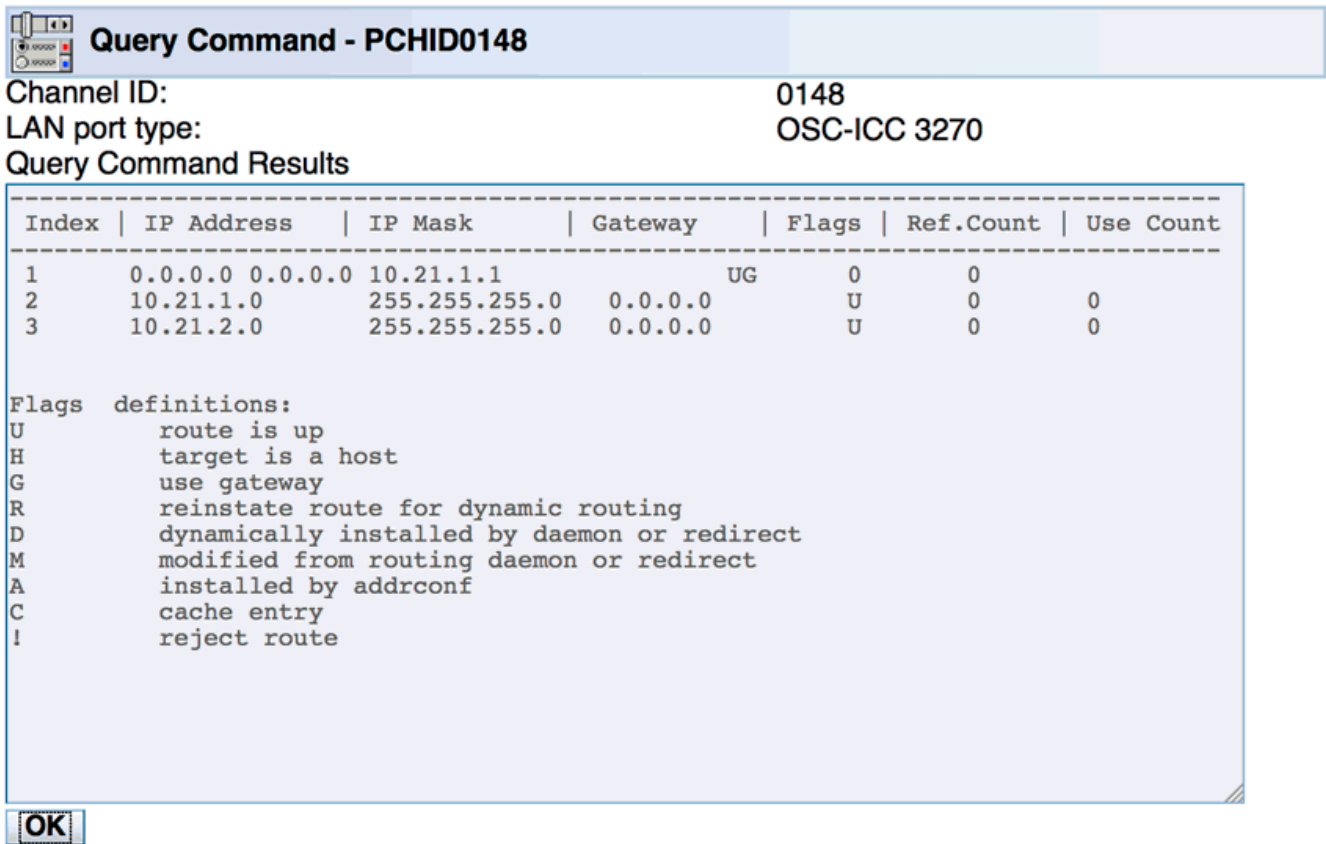 Query Command - PCHID0148
Channel ID: 0148
LAN port type: OSC-ICC 3270
Query Command Results
--------------------------------------------------------------------------------
Index | IP Address | IP Mask | Gateway | Flags | Ref.Count | Use Count
--------------------------------------------------------------------------------
1 0.0.0.0 0.0.0.0 10.21.1.1 UG 0 0
2 10.21.1.0 255.255.255.0 0.0.0.0 U 0 0
3 10.21.2.0 255.255.255.0 0.0.0.0 U 0 0
Flags definitions:
U route is up
H target is a host
G use gateway
R reinstate route for dynamic routing
D dynamically installed by daemon or redirect
M modified from routing daemon or redirect
A installed by addrconf
C cache entry
! reject route
OK